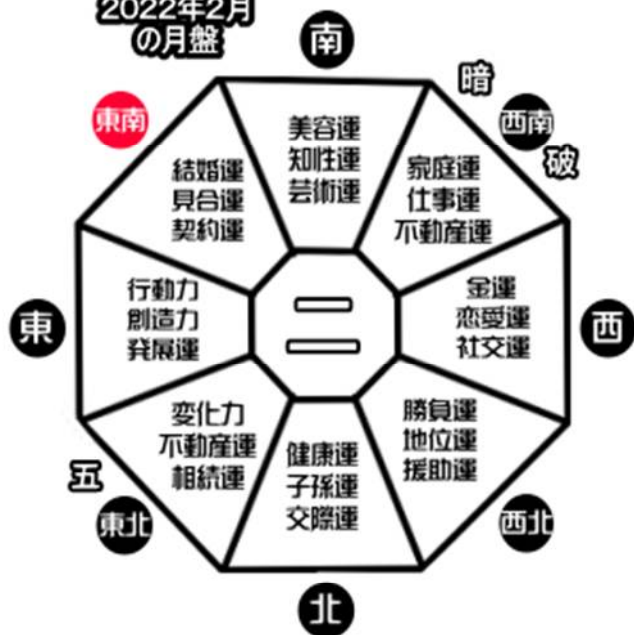 2022年2月
の月盤
南
暗
東南
西南
破
美容運
知性運
芸術運
結婚運
見合運
契約運
家庭運
仕事運
不動産運
行動力
創造力
発展運
金運
恋愛運
社交運
東
二
西
変化力
不動産運
相続運
健康運
子孫運
交際運
勝負運
地位運
援助運
五
東北
西北
北